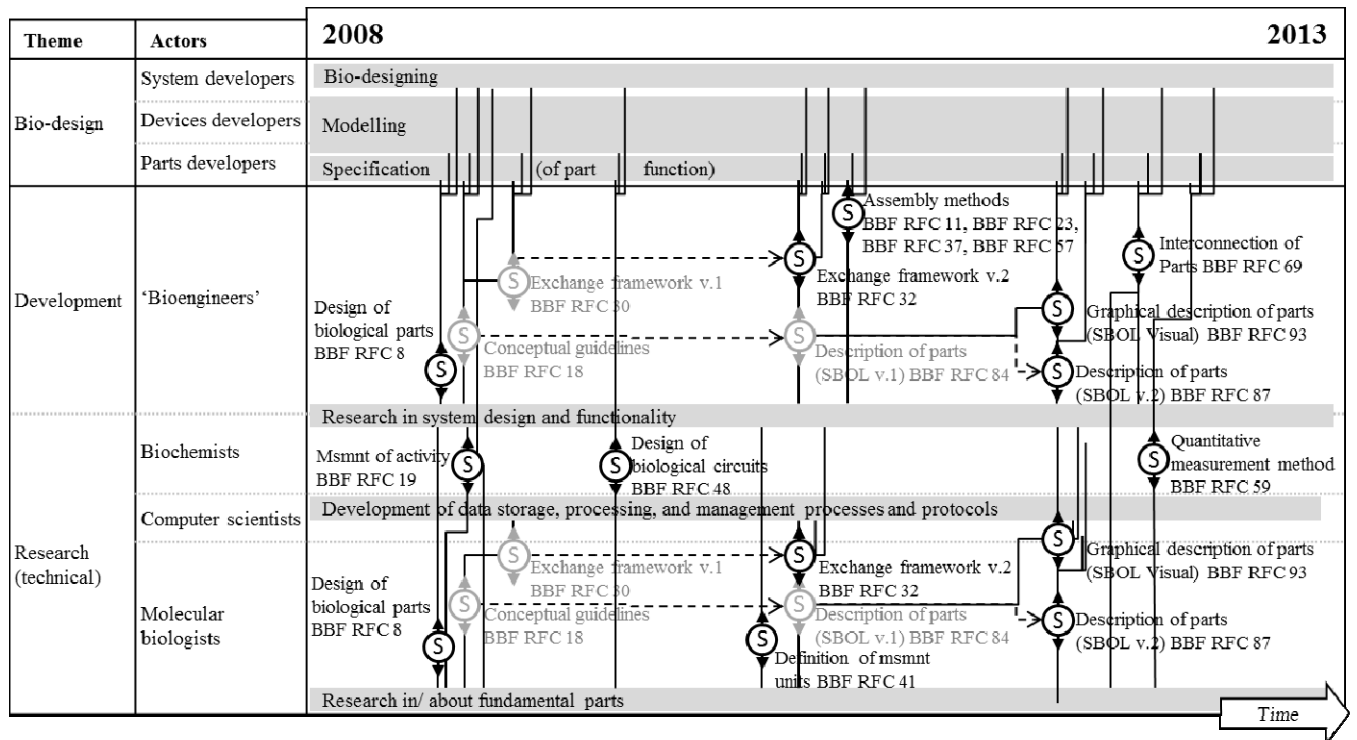 Theme
Actors
2008
2013
Bio-design
System developers
Bio-designing
Devices developers
Modelling
Parts developers
Specification (of part function)
Development
'Bioengineers'
Design of
biological parts
BBF RFC 8
S
S
Conceptual guidelines
BBF RFC 18
S
Exchange framework v.1
BBF RFC 30
S
Exchange framework v.2
BBF RFC 32
S
Assembly methods
BBF RFC 11, BBF RFC 23,
BBF RFC 37, BBF RFC 57
S
Description of parts
(SBOL v.1) BBF RFC 84
S
Interconnection of
Parts BBF RFC 69
S
Graphical description of parts
(SBOL Visual) BBF RFC 93
S
Description of parts
(SBOL v.2) BBF RFC 87
Research in system design and functionality
Research
(technical)
Biochemists
Msmnt of activity
BBF RFC 19
S
S
Design of
biological circuits
BBF RFC 48
S
Quantitative
measurement method
BBF RFC 59
Computer scientists
Development of data storage, processing, and management processes and protocols
Molecular
biologists
Design of
biological parts
BBF RFC 8
S
S
Conceptual guidelines
BBF RFC 18
S
Exchange framework v.1
BBF RFC 30
S
Exchange framework v.2
BBF RFC 32
S
Description of parts
(SBOL v.1) BBF RFC 84
S
Definition of msmnt
units BBF RFC 41
S
Graphical description of parts
(SBOL Visual) BBF RFC 93
S
Description of parts
(SBOL v.2) BBF RFC 87
Research in/ about fundamental parts
Time